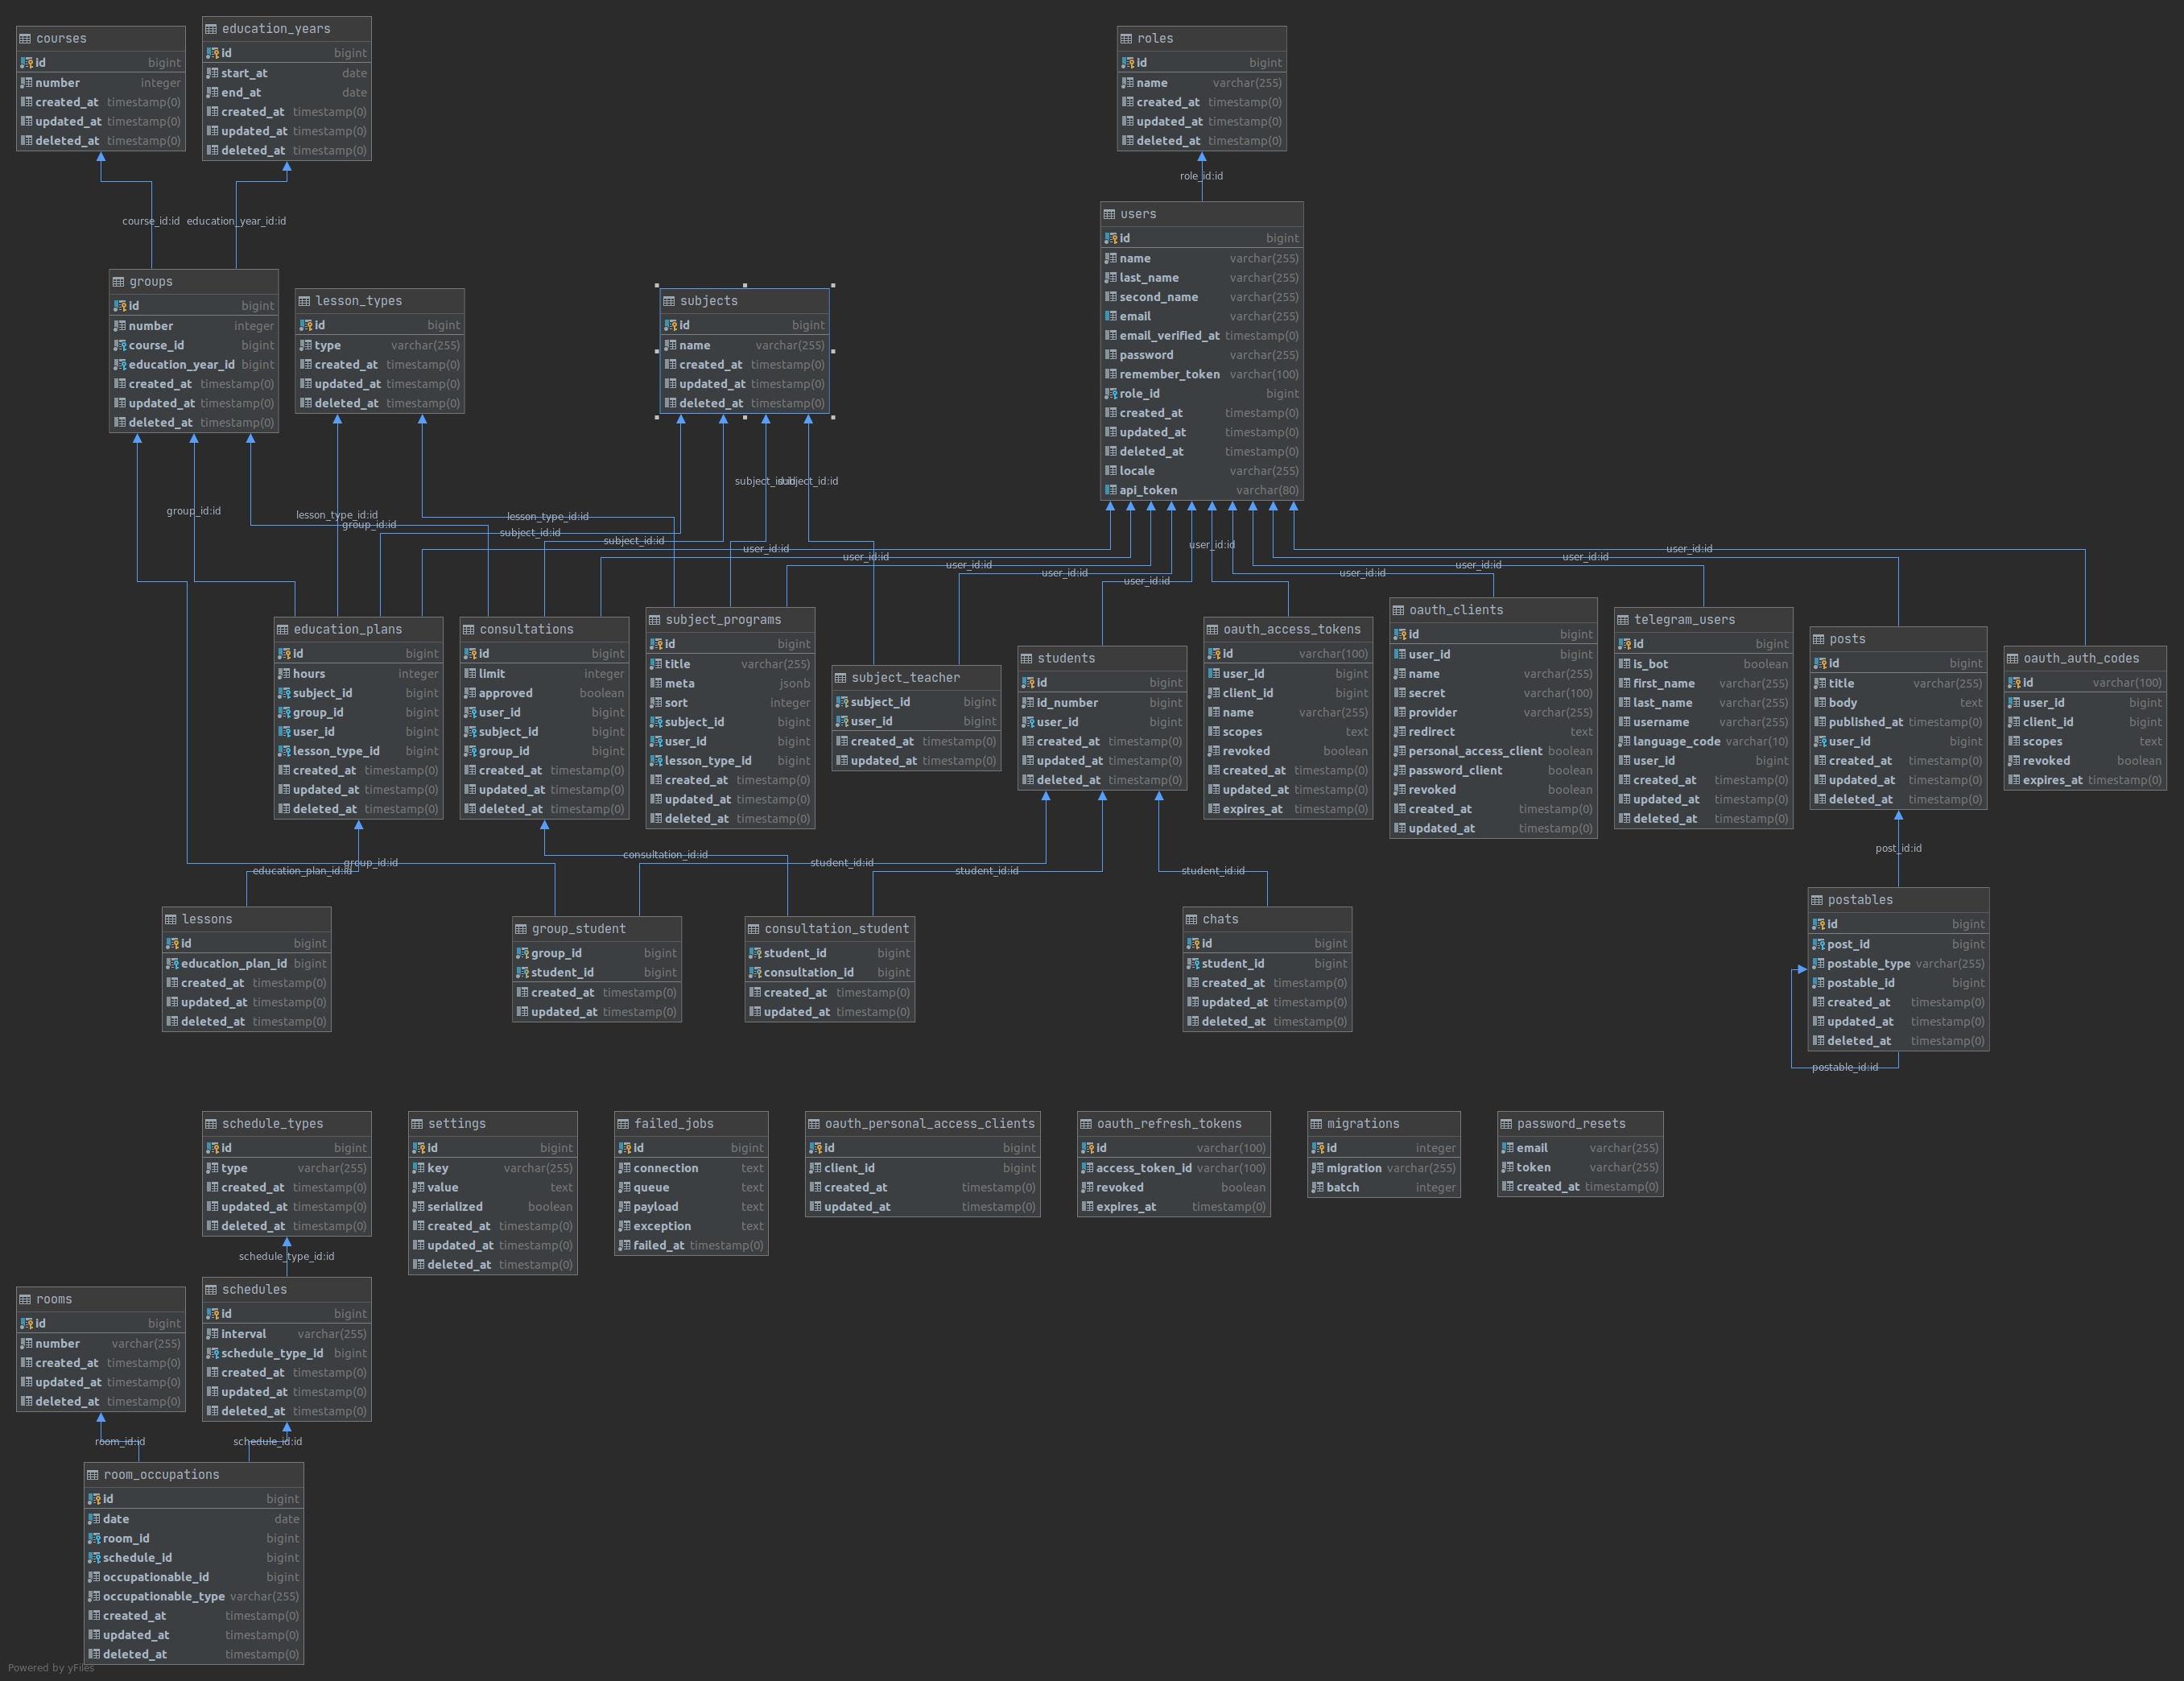 courses
id bigint
number integer
created_at timestamp(0)
updated_at timestamp(0)
deleted_at timestamp(0)
education_years
id bigint
start_at date
end_at date
created_at timestamp(0)
updated_at timestamp(0)
deleted_at timestamp(0)
roles
id bigint
name varchar(255)
created_at timestamp(0)
updated_at timestamp(0)
deleted_at timestamp(0)
role_id:id
course_id:id
education_year_id:id
users
id bigint
name varchar(255)
last_name varchar(255)
second_name varchar(255)
email varchar(255)
email_verified_at timestamp(0)
password varchar(255)
remember_token varchar(100)
role_id bigint
created_at timestamp(0)
updated_at timestamp(0)
deleted_at timestamp(0)
locale varchar(255)
api_token varchar(80)
groups
id bigint
number integer
course_id bigint
education_year_id bigint
created_at timestamp(0)
updated_at timestamp(0)
deleted_at timestamp(0)
lesson_types
id bigint
type varchar(255)
created_at timestamp(0)
updated_at timestamp(0)
deleted_at timestamp(0)
subjects
id bigint
name varchar(255)
created_at timestamp(0)
updated_at timestamp(0)
deleted_at timestamp(0)
subject_id:id
subject_id:id
group_id:id
lesson_type_id:id
group_id:id
lesson_type_id:id
subject_id:id
subject_id:id
user_id:id
user_id:id
user_id:id
user_id:id
user_id:id
user_id:id
user_id:id
user_id:id
user_id:id
user_id:id
education_plans
id bigint
hours integer
subject_id bigint
group_id bigint
user_id bigint
lesson_type_id bigint
created_at timestamp(0)
updated_at timestamp(0)
deleted_at timestamp(0)
consultations
id bigint
limit integer
approved boolean
user_id bigint
subject_id bigint
group_id bigint
created_at timestamp(0)
updated_at timestamp(0)
deleted_at timestamp(0)
subject_programs
id bigint
title varchar(255)
meta jsonb
sort integer
subject_id bigint
user_id bigint
lesson_type_id bigint
created_at timestamp(0)
updated_at timestamp(0)
deleted_at timestamp(0)
subject_teacher
subject_id bigint
user_id bigint
created_at timestamp(0)
updated_at timestamp(0)
students
id bigint
id_number bigint
user_id bigint
created_at timestamp(0)
updated_at timestamp(0)
deleted_at timestamp(0)
oauth_access_tokens
id varchar(100)
user_id bigint
client_id bigint
name varchar(255)
scopes text
revoked boolean
created_at timestamp(0)
updated_at timestamp(0)
expires_at timestamp(0)
oauth_clients
id bigint
user_id bigint
name varchar(255)
secret varchar(100)
provider varchar(255)
redirect text
personal_access_client boolean
password_client boolean
revoked boolean
created_at timestamp(0)
updated_at timestamp(0)
telegram_users
id bigint
is_bot boolean
first_name varchar(255)
last_name varchar(255)
username varchar(255)
language_code varchar(10)
user_id bigint
created_at timestamp(0)
updated_at timestamp(0)
deleted_at timestamp(0)
posts
id bigint
title varchar(255)
body text
published_at timestamp(0)
user_id bigint
created_at timestamp(0)
updated_at timestamp(0)
deleted_at timestamp(0)
oauth_auth_codes
id varchar(100)
user_id bigint
client_id bigint
scopes text
revoked boolean
expires_at timestamp(0)
education_plan_id:id
group_id:id
consultation_id:id
student_id:id
student_id:id
student_id:id
post_id:id
lessons
id bigint
education_plan_id bigint
created_at timestamp(0)
updated_at timestamp(0)
deleted_at timestamp(0)
group_student
group_id bigint
student_id bigint
created_at timestamp(0)
updated_at timestamp(0)
consultation_student
student_id bigint
consultation_id bigint
created_at timestamp(0)
updated_at timestamp(0)
chats
id bigint
student_id bigint
created_at timestamp(0)
updated_at timestamp(0)
deleted_at timestamp(0)
postables
id bigint
post_id bigint
postable_type varchar(255)
postable_id bigint
created_at timestamp(0)
updated_at timestamp(0)
deleted_at timestamp(0)
postable_id:id
schedule_types
id bigint
type varchar(255)
created_at timestamp(0)
updated_at timestamp(0)
deleted_at timestamp(0)
settings
id bigint
key varchar(255)
value text
serialized boolean
created_at timestamp(0)
updated_at timestamp(0)
deleted_at timestamp(0)
failed_jobs
id bigint
connection text
queue text
payload text
exception text
failed_at timestamp(0)
oauth_personal_access_clients
id bigint
client_id bigint
created_at timestamp(0)
updated_at timestamp(0)
oauth_refresh_tokens
id varchar(100)
access_token_id varchar(100)
revoked boolean
expires_at timestamp(0)
migrations
id integer
migration varchar(255)
batch integer
password_resets
email varchar(255)
token varchar(255)
created_at timestamp(0)
schedule_type_id:id
rooms
id bigint
number varchar(255)
created_at timestamp(0)
updated_at timestamp(0)
deleted_at timestamp(0)
schedules
id bigint
interval varchar(255)
schedule_type_id bigint
created_at timestamp(0)
updated_at timestamp(0)
deleted_at timestamp(0)
room_id:id
schedule_id:id
room_occupations
id bigint
date date
room_id bigint
schedule_id bigint
occupationable_id bigint
occupationable_type varchar(255)
created_at timestamp(0)
updated_at timestamp(0)
deleted_at timestamp(0)
Powered by yFiles